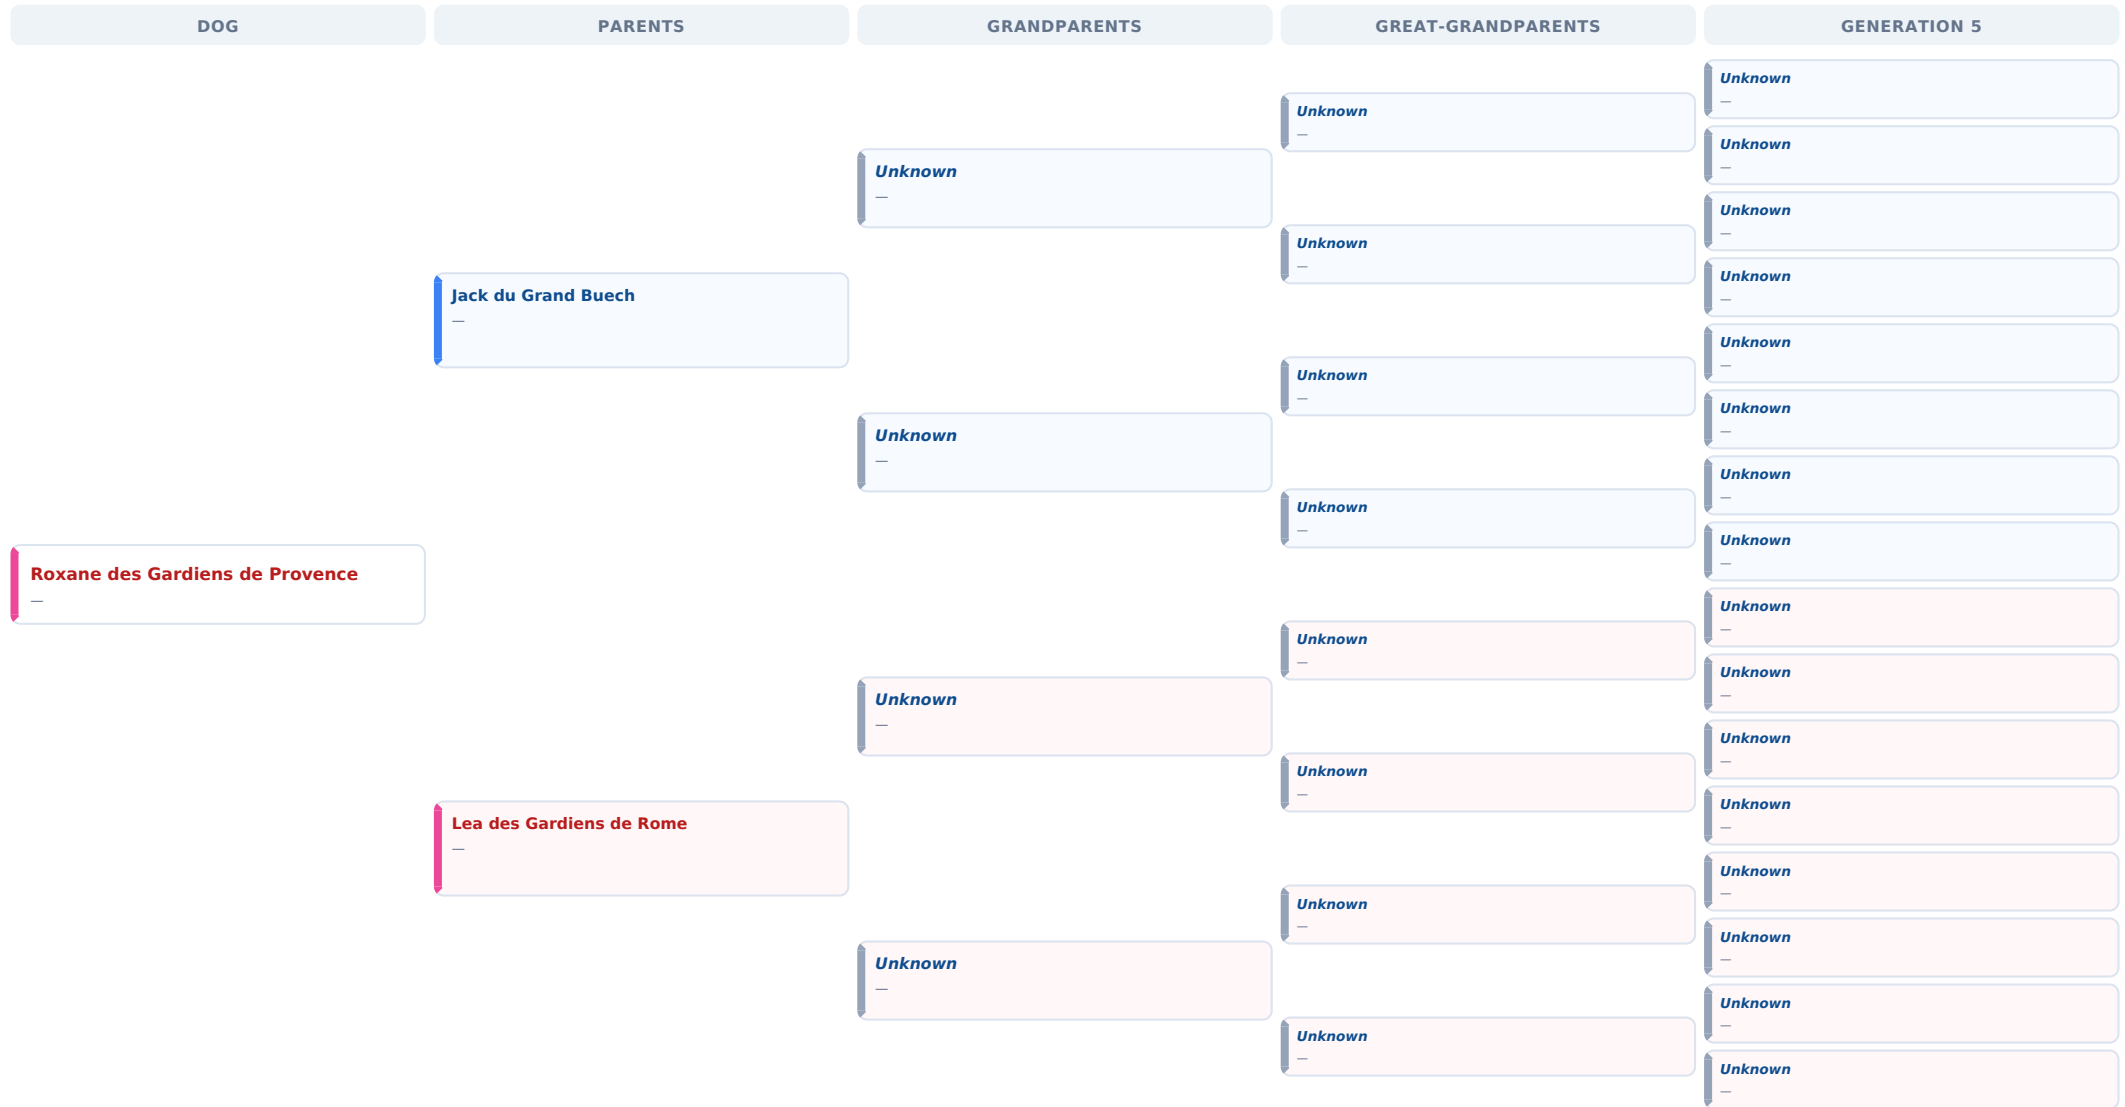 DOG
PARENTS
GRANDPARENTS
GREAT-GRANDPARENTS
GENERATION 5
Roxane des Gardiens de Provence
—
Jack du Grand Buech
—
Lea des Gardiens de Rome
—
Unknown
—
Unknown
—
Unknown
—
Unknown
—
Unknown
—
Unknown
—
Unknown
—
Unknown
—
Unknown
—
Unknown
—
Unknown
—
Unknown
—
Unknown
—
Unknown
—
Unknown
—
Unknown
—
Unknown
—
Unknown
—
Unknown
—
Unknown
—
Unknown
—
Unknown
—
Unknown
—
Unknown
—
Unknown
—
Unknown
—
Unknown
—
Unknown
—